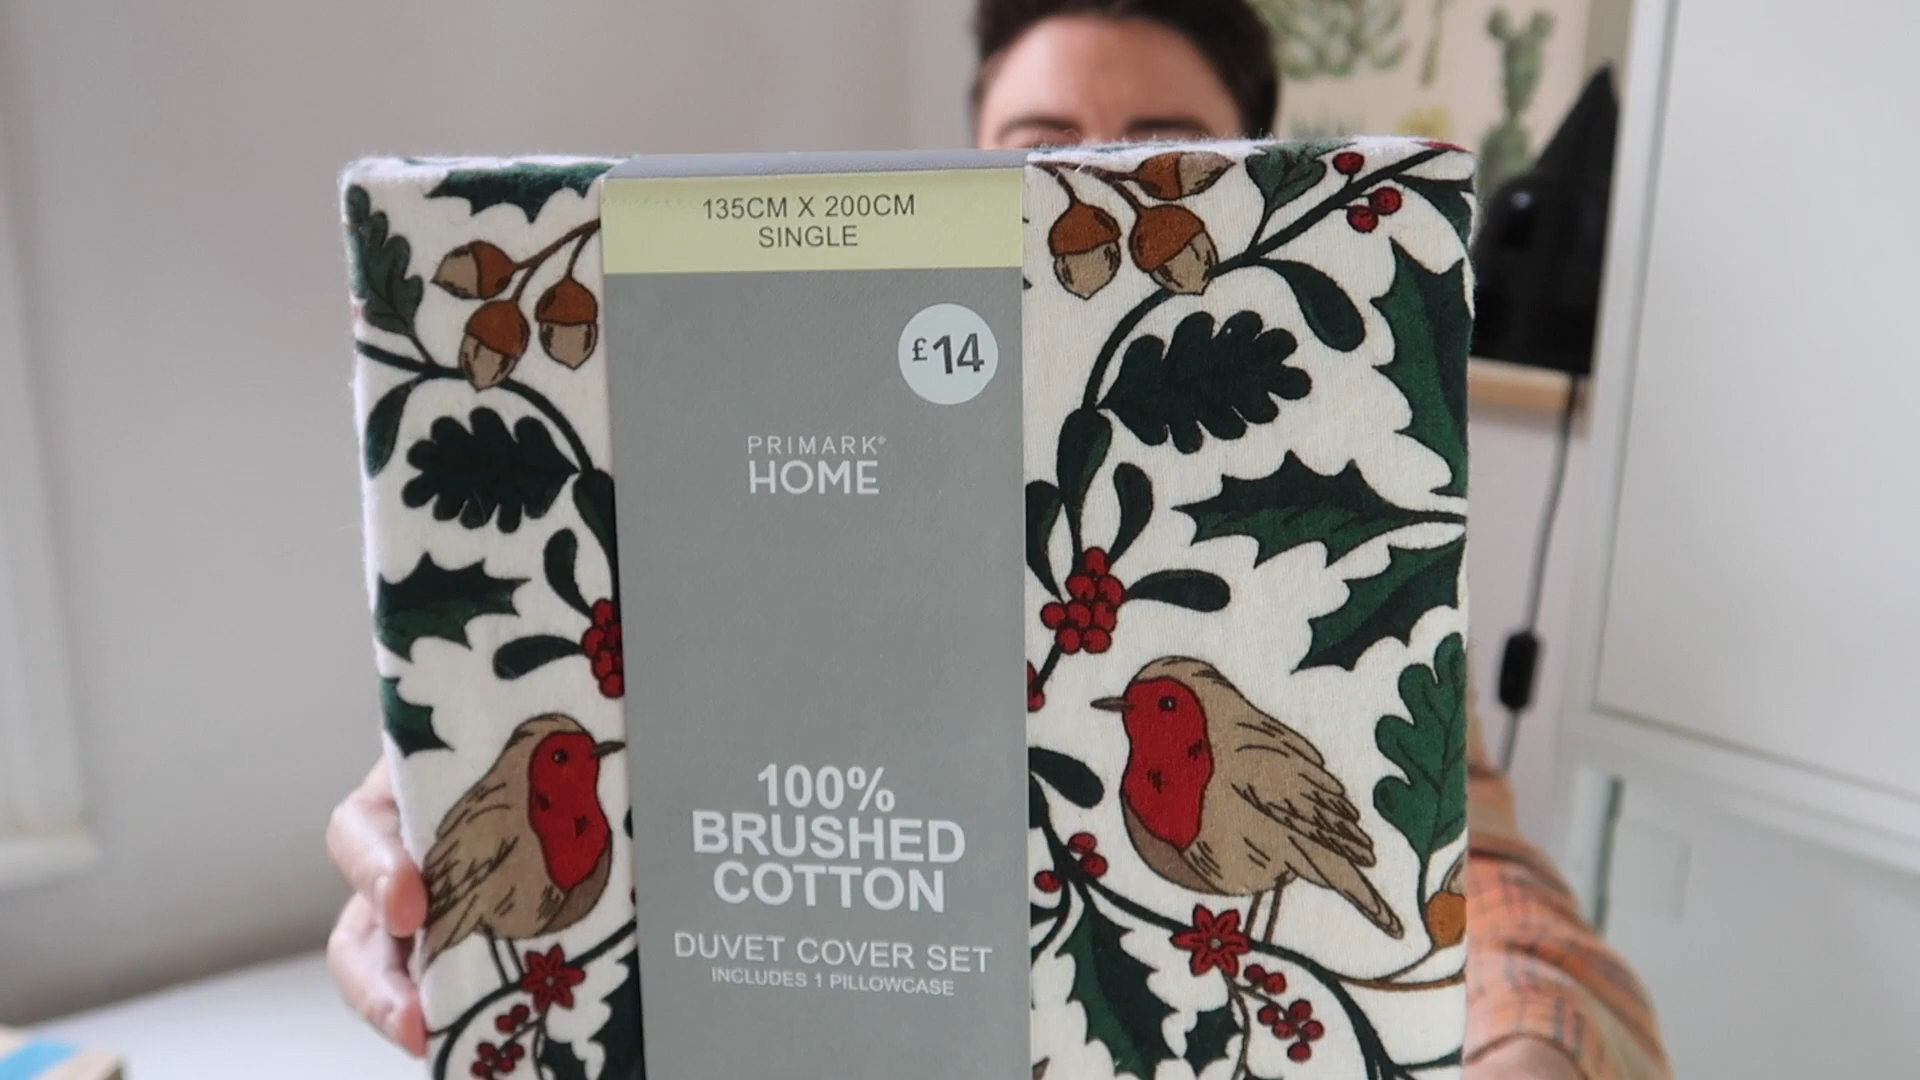 135CM X 200CM
SINGLE
£14
PRIMARK®
HOME
100%
BRUSHED
COTTON
DUVET COVER SET
INCLUDES 1 PILLOWCASE